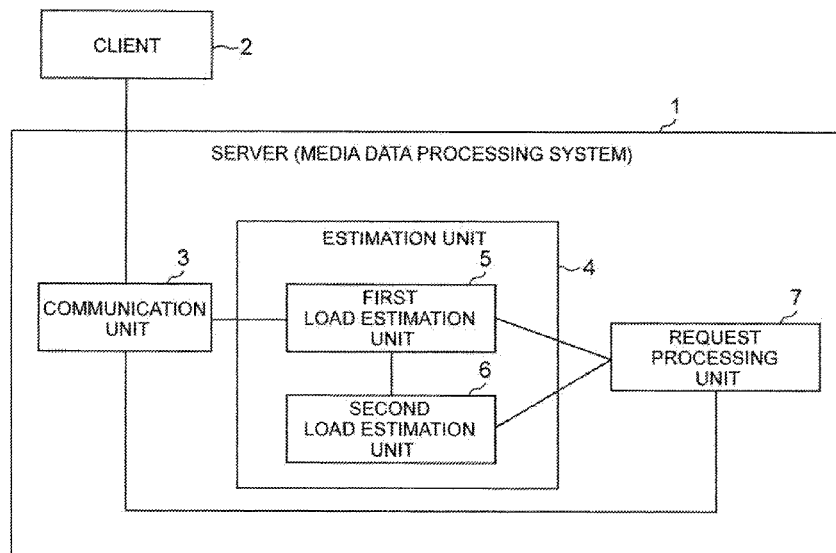 CLIENT
2
1
SERVER (MEDIA DATA PROCESSING SYSTEM)
ESTIMATION UNIT
4
3
COMMUNICATION
UNIT
5
FIRST
LOAD ESTIMATION
UNIT
6
SECOND
LOAD ESTIMATION
UNIT
7
REQUEST
PROCESSING
UNIT